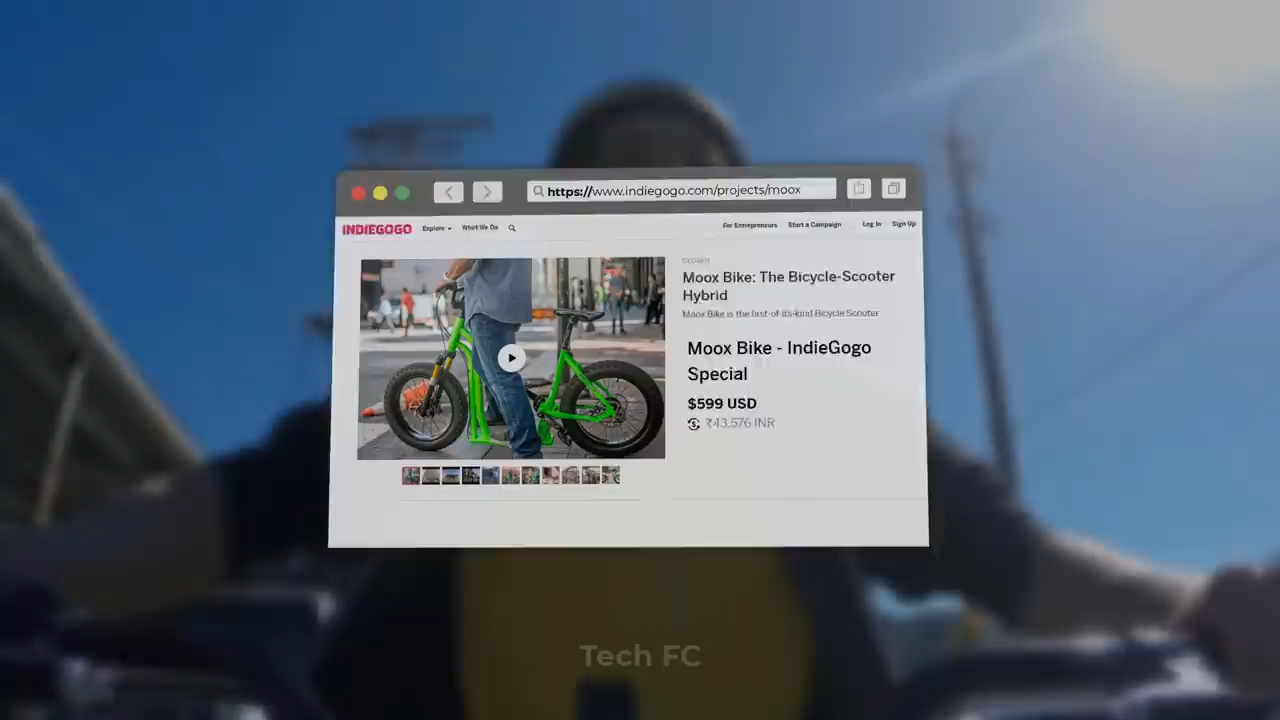 https://www.indiegogo.com/projects/moox
INDIEGOGO Explore What We Do For Entrepreneurs Start a Campaign Log In Sign Up
CLOSED
Moox Bike: The Bicycle-Scooter
Hybrid
Moox Bike is the first-of-its-kind Bicycle Scooter
Moox Bike - IndieGogo
Special
$599 USD
₹43,576 INR
Tech FC